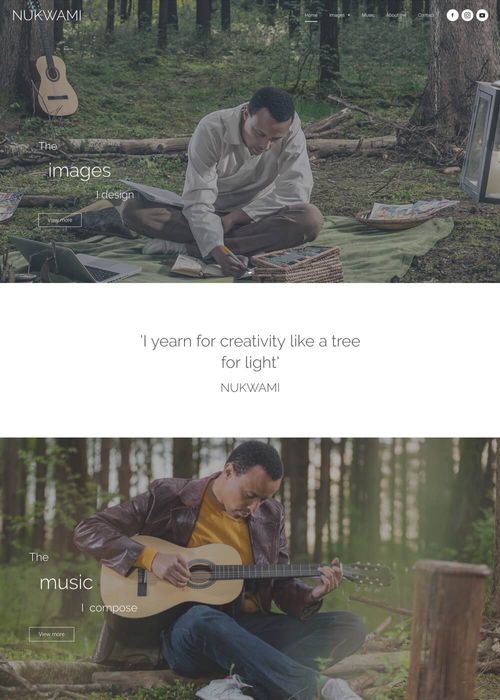 NUKWAMI
Home Images Music About me Contact
The
images
I design
View more
'I yearn for creativity like a tree
for light'
NUKWAMI
The
music
I compose
View more